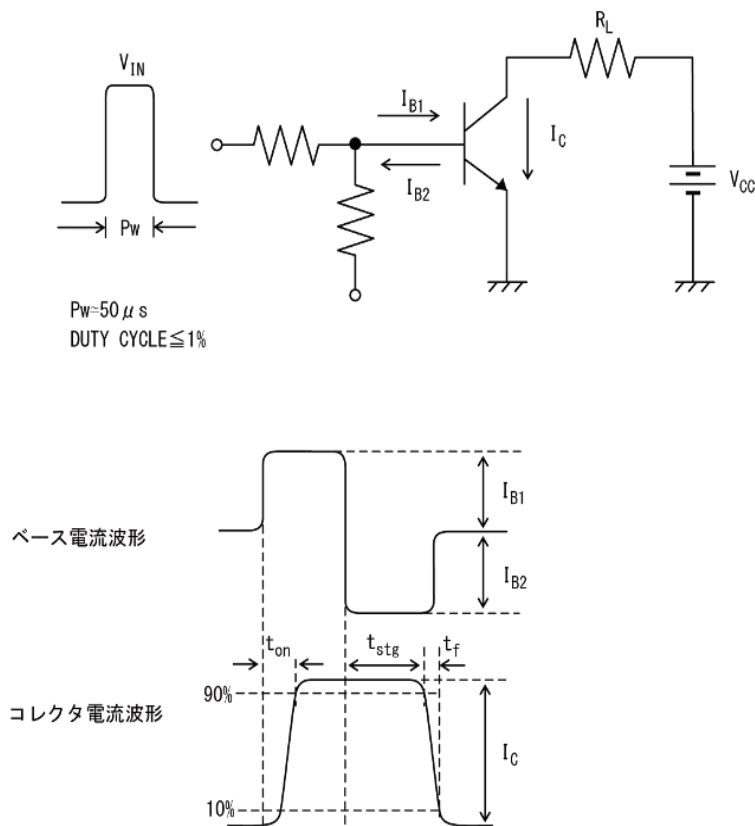 R_L
V_IN
I_B1
I_C
I_B2
V_CC
Pw
Pw≃50μs
DUTY CYCLE≦1%
I_B1
ベース電流波形
I_B2
t_on
t_stg
t_f
90%
コレクタ電流波形
I_C
10%